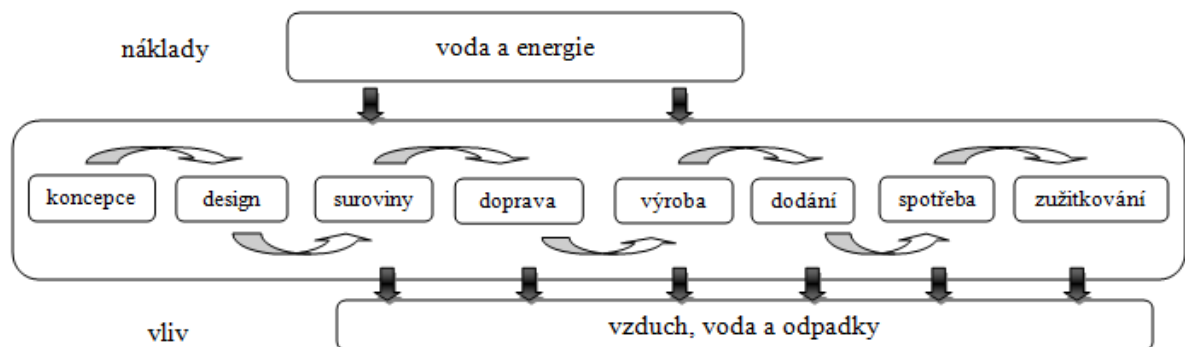 náklady
voda a energie
koncepce
design
suroviny
doprava
výroba
dodání
spotřeba
zužitkování
vliv
vzduch, voda a odpadky